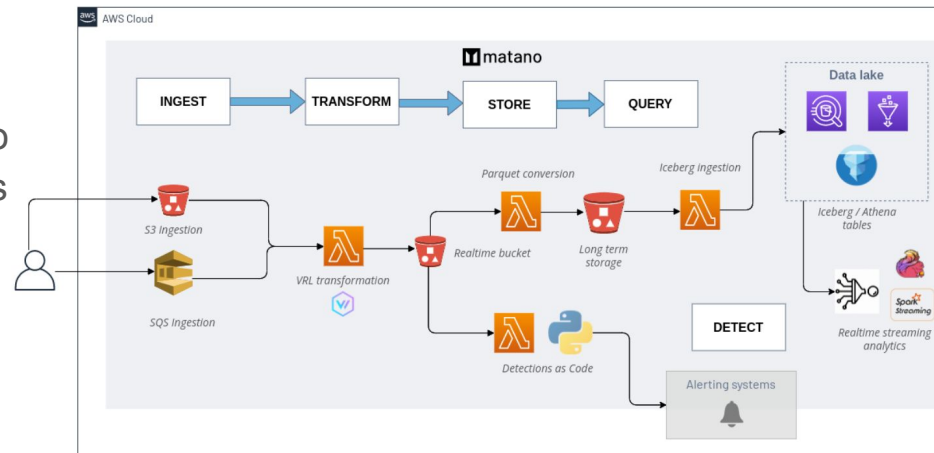 aws AWS Cloud
matano
INGEST
TRANSFORM
STORE
QUERY
Data lake
Parquet conversion
Iceberg ingestion
S3 Ingestion
VRL transformation
Realtime bucket
Long term
storage
Iceberg / Athena
tables
SQS Ingestion
Detections as Code
DETECT
Spark
Streaming
Realtime streaming
analytics
Alerting systems